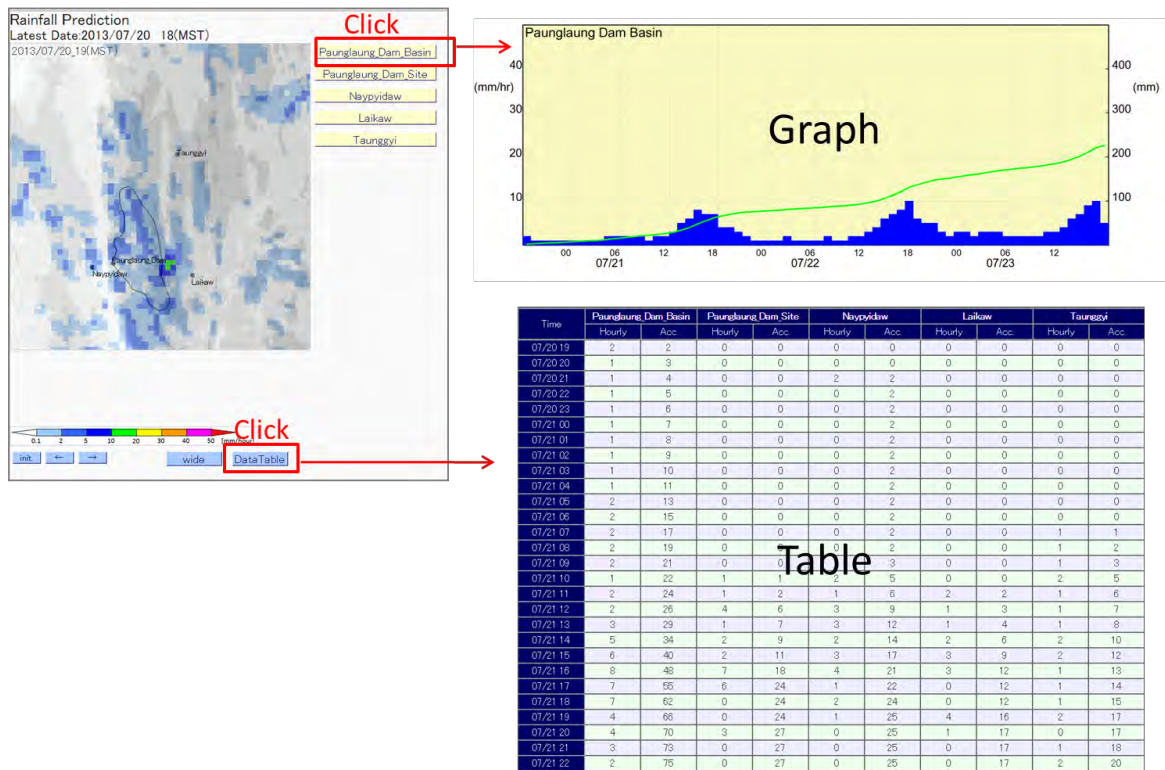 Rainfall Prediction
Latest Date:2013/07/20 18(MST)
2013/07/20_19(MST)
Click
Paunglaung_Dam_Basin
Paunglaung_Dam_Site
Naypyidaw
Laikaw
Taunggyi
Taunggyi
Paunglaung_Dam
Naypyidaw
Laikaw
Click
0.1 2 5 10 20 30 40 50 [mm/hour]
init. ← → wide DataTable
Paunglaung Dam Basin
40 400
(mm/hr) (mm)
30 300
Graph
20 200
10 100
00 06 12 18 00 06 12 18 00 06 12
07/21 07/22 07/23
Time Paunglaung_Dam_Basin Paunglaung_Dam_Site Naypyidaw Laikaw Taunggyi
Hourly Acc. Hourly Acc. Hourly Acc. Hourly Acc. Hourly Acc.
07/20 19 2 2 0 0 0 0 0 0 0 0
07/20 20 1 3 0 0 0 0 0 0 0 0
07/20 21 1 4 0 0 2 2 0 0 0 0
07/20 22 1 5 0 0 0 2 0 0 0 0
07/20 23 1 6 0 0 0 2 0 0 0 0
07/21 00 1 7 0 0 0 2 0 0 0 0
07/21 01 1 8 0 0 0 2 0 0 0 0
07/21 02 1 9 0 0 0 2 0 0 0 0
07/21 03 1 10 0 0 0 2 0 0 0 0
07/21 04 1 11 0 0 0 2 0 0 0 0
07/21 05 2 13 0 0 0 2 0 0 0 0
07/21 06 2 15 0 0 0 2 0 0 0 0
07/21 07 2 17 0 0 0 2 0 0 1 1
07/21 08 2 19 0 0 2 0 0 1 2
Table
07/21 09 2 21 0 0 3 0 0 1 3
07/21 10 1 22 1 1 2 5 0 0 2 5
07/21 11 2 24 1 2 1 6 2 2 1 6
07/21 12 2 26 4 6 3 9 1 3 1 7
07/21 13 3 29 1 7 3 12 1 4 1 8
07/21 14 5 34 2 9 2 14 2 6 2 10
07/21 15 6 40 2 11 3 17 3 9 2 12
07/21 16 8 48 7 18 4 21 3 12 1 13
07/21 17 7 55 6 24 1 22 0 12 1 14
07/21 18 7 62 0 24 2 24 0 12 1 15
07/21 19 4 66 0 24 1 25 4 16 2 17
07/21 20 4 70 3 27 0 25 1 17 0 17
07/21 21 3 73 0 27 0 25 0 17 1 18
07/21 22 2 75 0 27 0 25 0 17 2 20